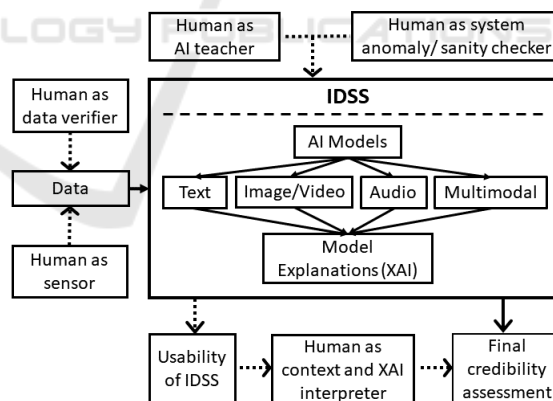 LOGY PUBLICATIONS
Human as
AI teacher
Human as system
anomaly/ sanity checker
Human as
data verifier
Data
Human as
sensor
IDSS
AI Models
Text
Image/Video
Audio
Multimodal
Model
Explanations (XAI)
Usability
of IDSS
Human as
context and XAI
interpreter
Final
credibility
assessment